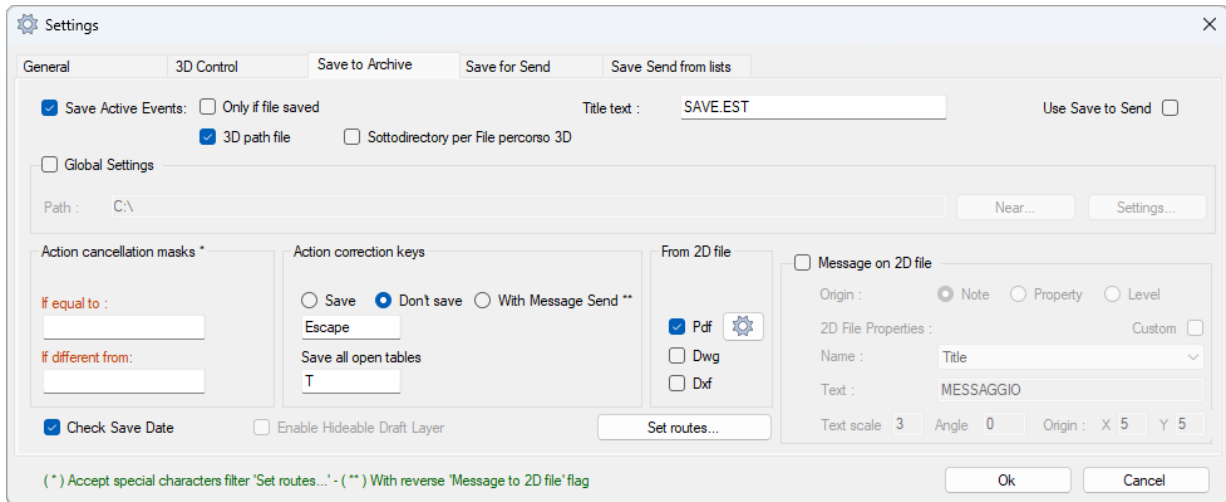 Settings
General 3D Control Save to Archive Save for Send Save Send from lists
Save Active Events: Only if file saved Title text : SAVE.EST Use Save to Send
3D path file Sottodirectory per File percorso 3D
Global Settings
Path : C:\ Near... Settings...
Action cancellation masks * Action correction keys From 2D file Message on 2D file
Origin : Note Property Level
If equal to : Save Don't save With Message Send **
Escape Pdf 2D File Properties : Custom
If different from: Save all open tables Dwg Name : Title
T Dxf Text : MESSAGGIO
Check Save Date Enable Hideable Draft Layer Set routes... Text scale 3 Angle 0 Origin : X 5 Y 5
( * ) Accept special characters filter 'Set routes...' - ( ** ) With reverse 'Message to 2D file' flag Ok Cancel